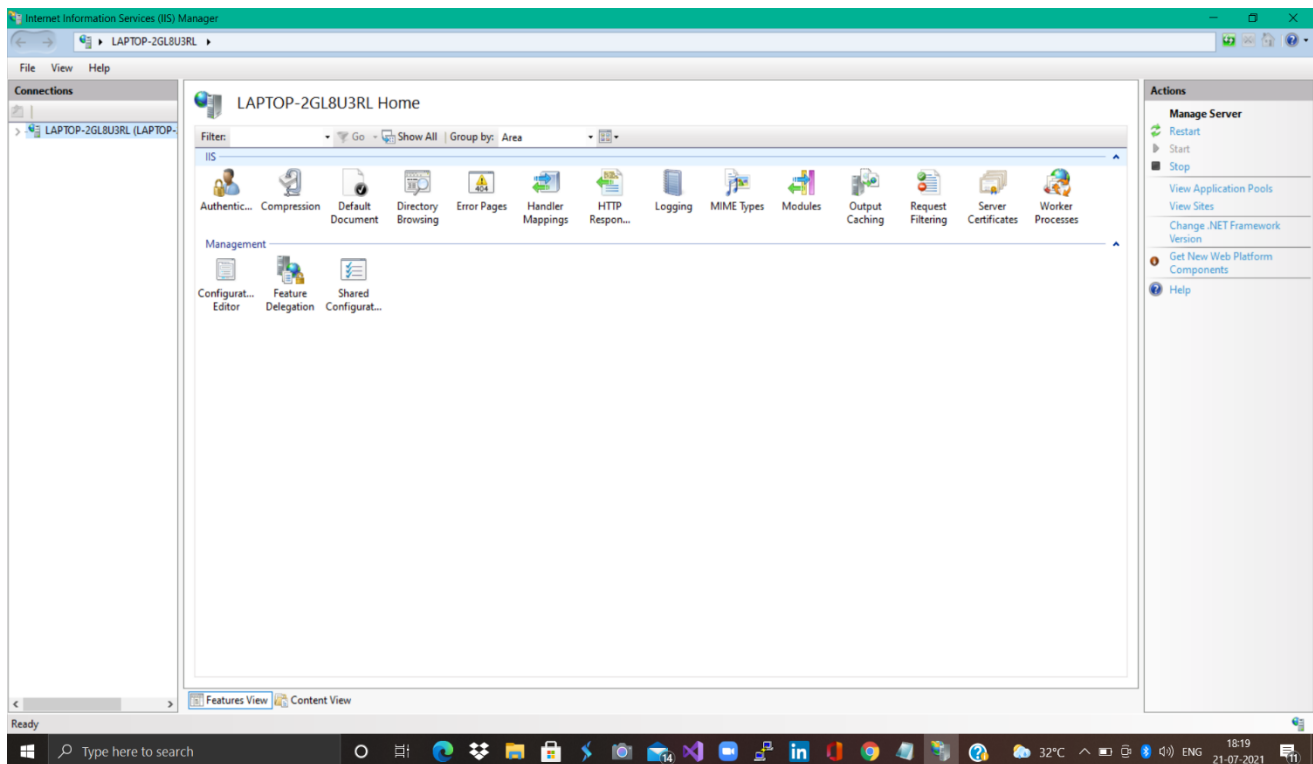 Internet Information Services (IIS) Manager
LAPTOP-2GL8U3RL
File View Help
Connections
LAPTOP-2GL8U3RL (LAPTOP-
LAPTOP-2GL8U3RL Home
Filter: Go Show All Group by: Area
IIS
Authentic...
Compression
Default
Document
Directory
Browsing
Error Pages
Handler
Mappings
HTTP
Respon...
Logging
MIME Types
Modules
Output
Caching
Request
Filtering
Server
Certificates
Worker
Processes
Management
Configurat...
Editor
Feature
Delegation
Shared
Configurat...
Features View Content View
Ready
Actions
Manage Server
Restart
Start
Stop
View Application Pools
View Sites
Change .NET Framework
Version
Get New Web Platform
Components
Help
Type here to search
14
in
32°C
ENG
18:19
21-07-2021
11